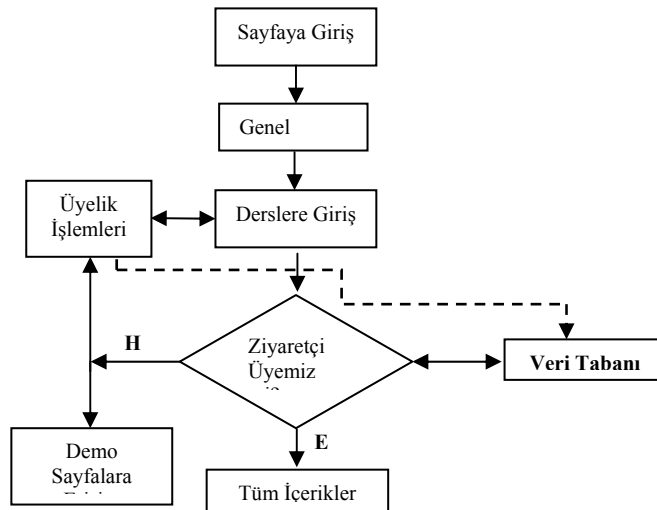 Sayfaya Giriş
Genel
Üyelik
İşlemleri
Derslere Giriş
H
Ziyaretçi
Üyemiz
Veri Tabanı
E
Demo
Sayfalara
Tüm İçerikler